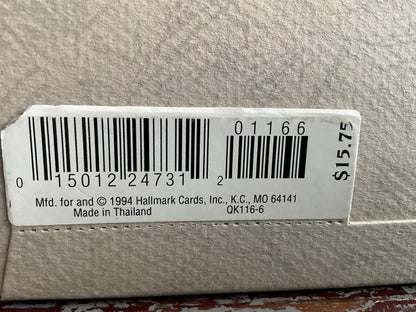 01166
0 15012 24731 2
$15.75
Mfd. for and © 1994 Hallmark Cards, Inc., K.C., MO 64141
Made in Thailand QK116-6